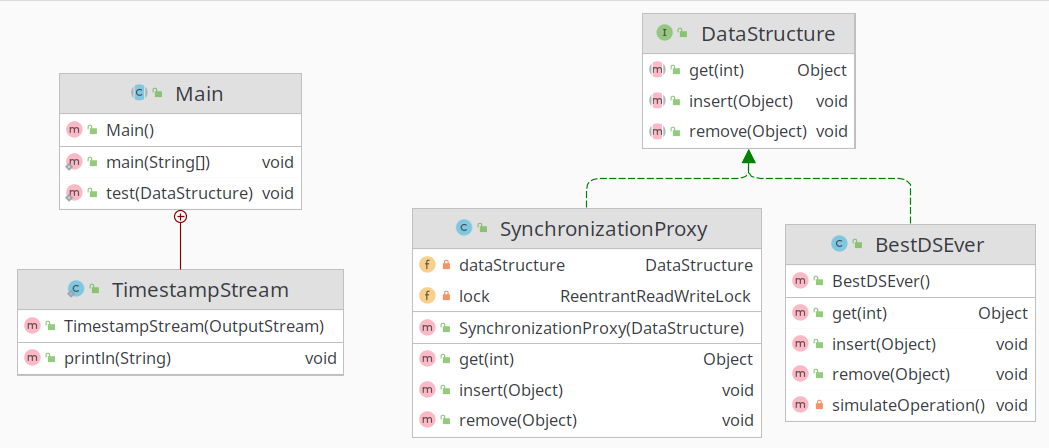 Main
Main()
main(String[]) void
test(DataStructure) void
TimestampStream
TimestampStream(OutputStream)
println(String) void
DataStructure
get(int) Object
insert(Object) void
remove(Object) void
SynchronizationProxy
dataStructure DataStructure
lock ReentrantReadWriteLock
SynchronizationProxy(DataStructure)
get(int) Object
insert(Object) void
remove(Object) void
BestDSEver
BestDSEver()
get(int) Object
insert(Object) void
remove(Object) void
simulateOperation() void